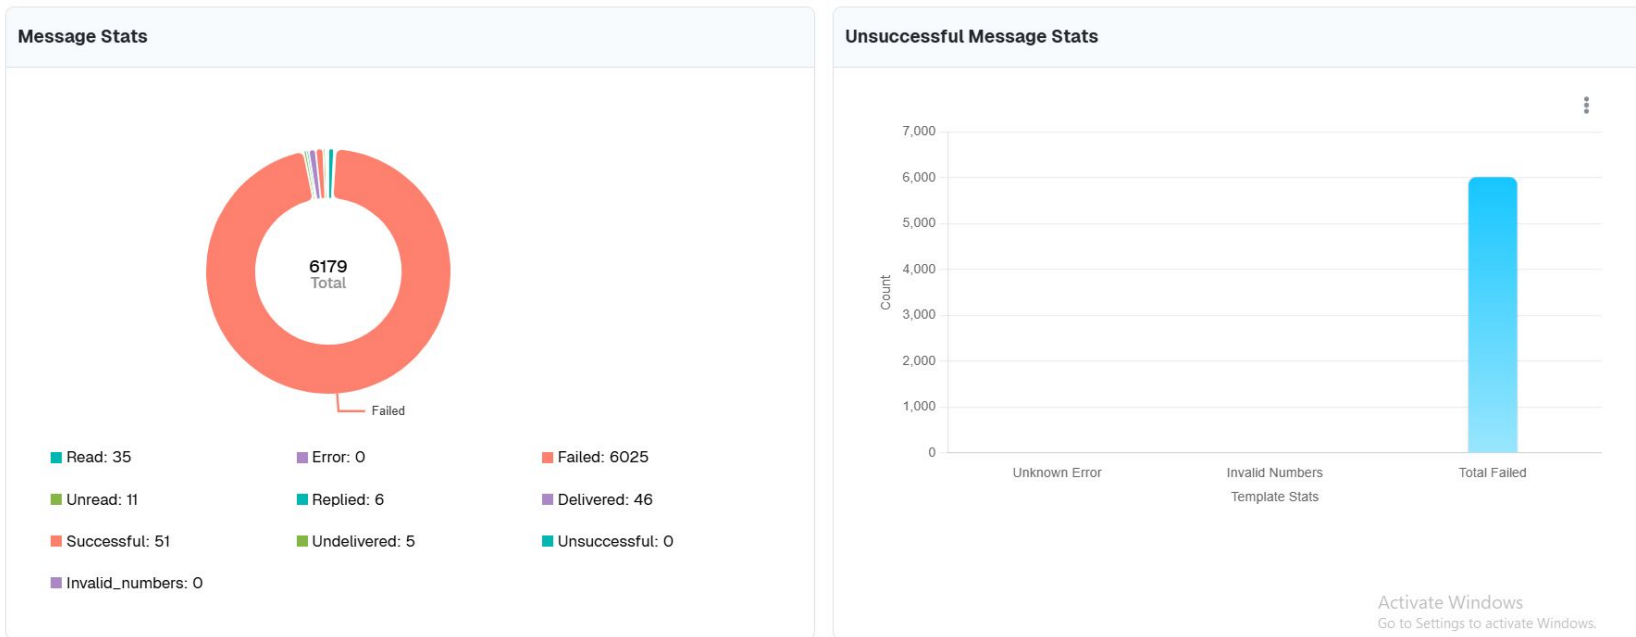 Message Stats
6179
Total
Failed
Read: 35
Error: 0
Failed: 6025
Unread: 11
Replied: 6
Delivered: 46
Successful: 51
Undelivered: 5
Unsuccessful: 0
Invalid_numbers: 0
Unsuccessful Message Stats
7,000
6,000
5,000
4,000
3,000
2,000
1,000
0
Count
Unknown Error
Invalid Numbers
Total Failed
Template Stats
Activate Windows
Go to Settings to activate Windows.